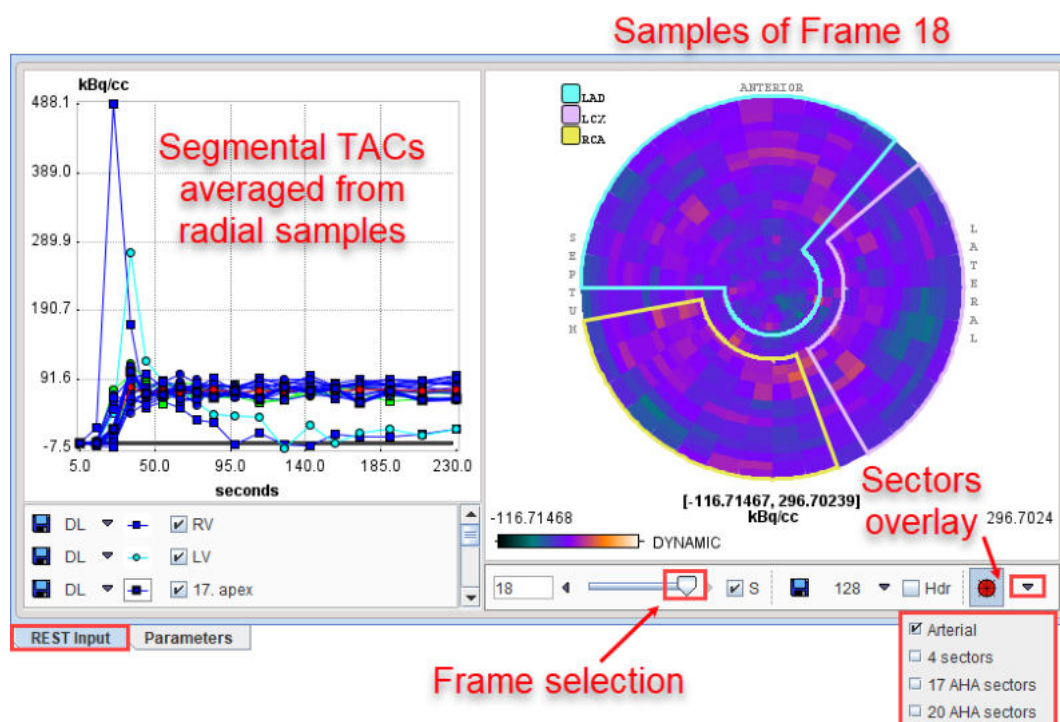 Samples of Frame 18
kBq/cc
488.1
389.0
289.9
190.7
91.6
-7.5
5.0 50.0 95.0 140.0 185.0 230.0
seconds
Segmental TACs
averaged from
radial samples
DL RV
DL LV
DL 17. apex
LAD
LCX
RCA
ANTERIOR
SEPTUM
LATERAL
[-116.71467, 296.70239]
kBq/cc
-116.71468
296.7024
DYNAMIC
Sectors
overlay
18 S 128 Hdr
REST Input Parameters
Frame selection
Arterial
4 sectors
17 AHA sectors
20 AHA sectors